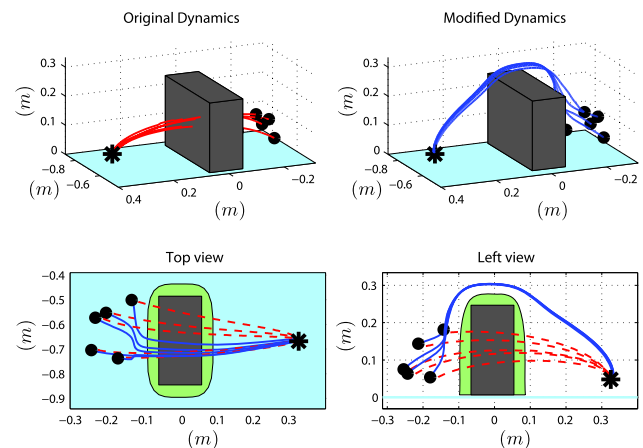 Original Dynamics
Modified Dynamics
0.3
0.2
0.1
0
(m)
−0.8
−0.6
(m)
0.4
0.2
0
−0.2
(m)
0.3
0.2
0.1
0
(m)
−0.8
−0.6
(m)
0.4
0.2
0
−0.2
(m)
Top view
Left view
−0.4
−0.5
−0.6
−0.7
−0.8
−0.9
(m)
−0.3 −0.2 −0.1 0 0.1 0.2 0.3
(m)
0.3
0.2
0.1
0
(m)
−0.3 −0.2 −0.1 0 0.1 0.2 0.3
(m)